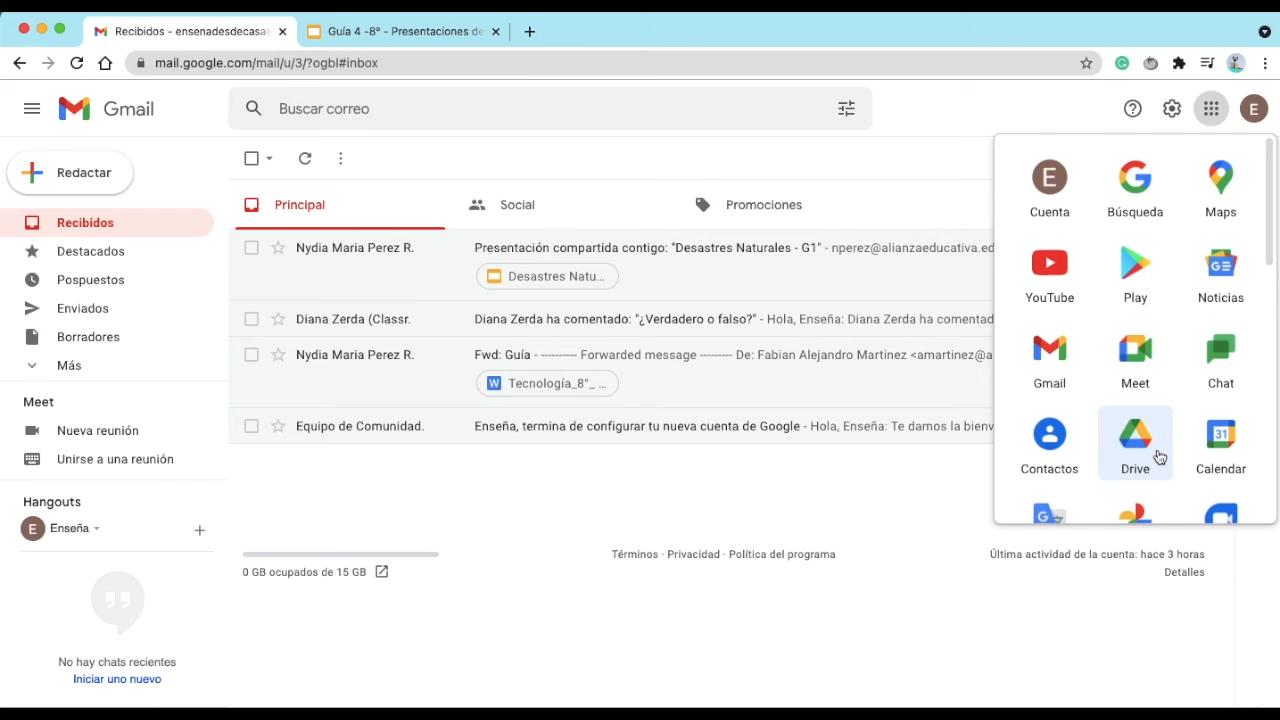 Recibidos - ensenadesdecasa
Guía 4 -8º - Presentaciones de
mail.google.com/mail/u/3/?ogbl#inbox
Gmail
Buscar correo
E
Redactar
Recibidos
Destacados
Pospuestos
Enviados
Borradores
Más
Meet
Nueva reunión
Unirse a una reunión
Hangouts
E Enseña
No hay chats recientes
Iniciar uno nuevo
Principal
Social
Promociones
Nydia Maria Perez R. Presentación compartida contigo: "Desastres Naturales - G1" - nperez@alianzaeducativa.ed
Desastres Natu...
Diana Zerda (Classr. Diana Zerda ha comentado: "¿Verdadero o falso?" - Hola, Enseña: Diana Zerda ha comentad
Nydia Maria Perez R. Fwd: Guía - ---------- Forwarded message --------- De: Fabian Alejandro Martinez <amartinez@a
W Tecnología_8°_ ...
Equipo de Comunidad. Enseña, termina de configurar tu nueva cuenta de Google - Hola, Enseña: Te damos la bienv
0 GB ocupados de 15 GB
Términos · Privacidad · Política del programa
Última actividad de la cuenta: hace 3 horas
Detalles
E
Cuenta Búsqueda Maps
GE
YouTube Play Noticias
Gmail Meet Chat
31
Contactos Drive Calendar
G